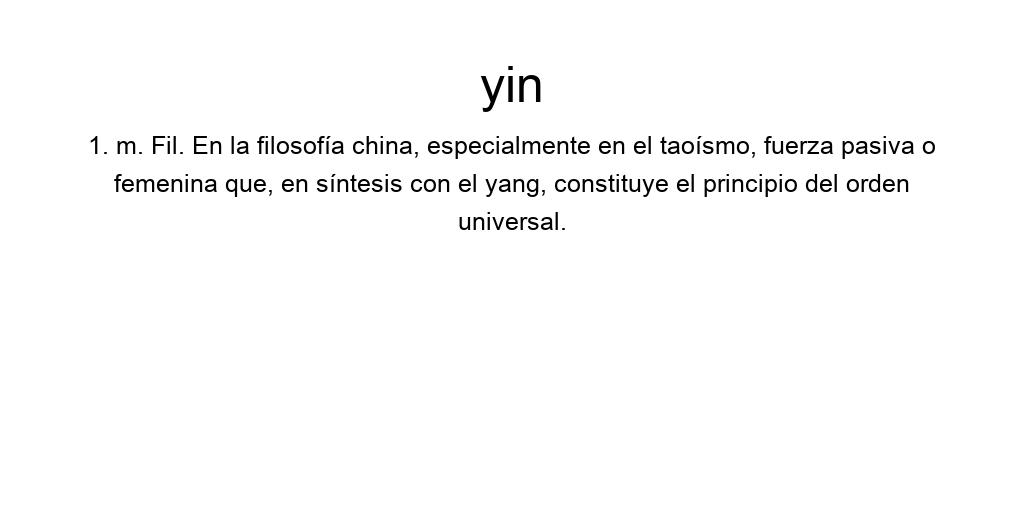 yin
1. m. Fil. En la filosofía china, especialmente en el taoísmo, fuerza pasiva o
femenina que, en síntesis con el yang, constituye el principio del orden
universal.